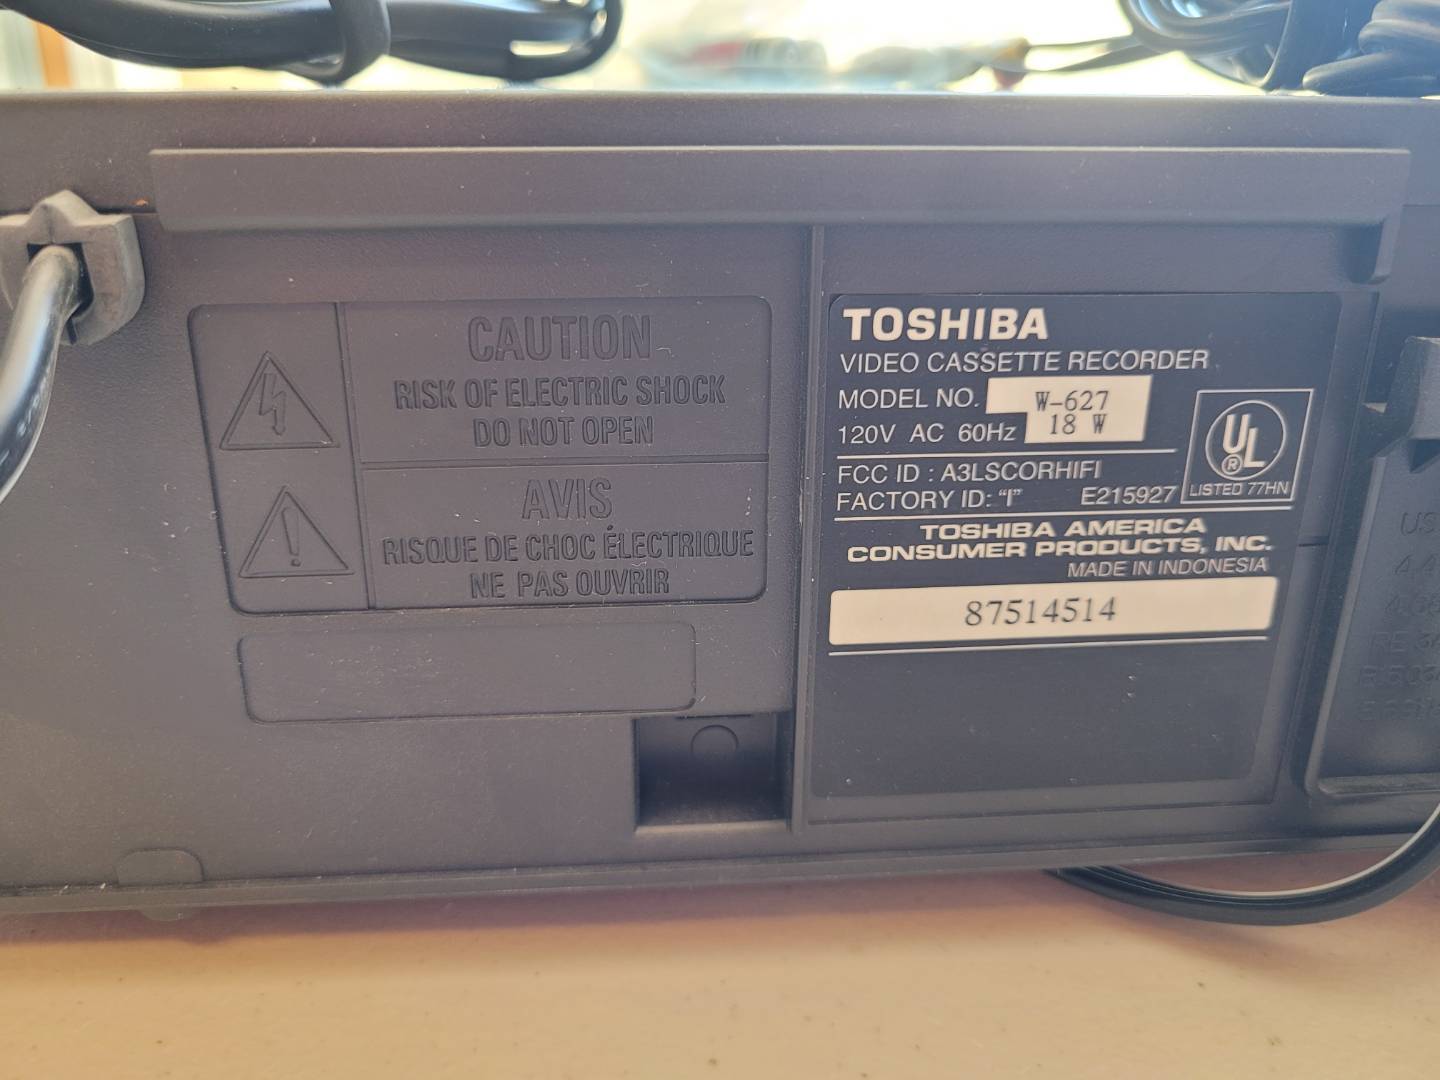 CAUTION
RISK OF ELECTRIC SHOCK
DO NOT OPEN
AVIS
RISQUE DE CHOC ÉLECTRIQUE
NE PAS OUVRIR
TOSHIBA
VIDEO CASSETTE RECORDER
MODEL NO. W-627
120V AC 60Hz 18 W
FCC ID : A3LSCORHIFI
FACTORY ID: "I" E215927
UL ®
LISTED 77HN
TOSHIBA AMERICA
CONSUMER PRODUCTS, INC.
MADE IN INDONESIA
87514514
US